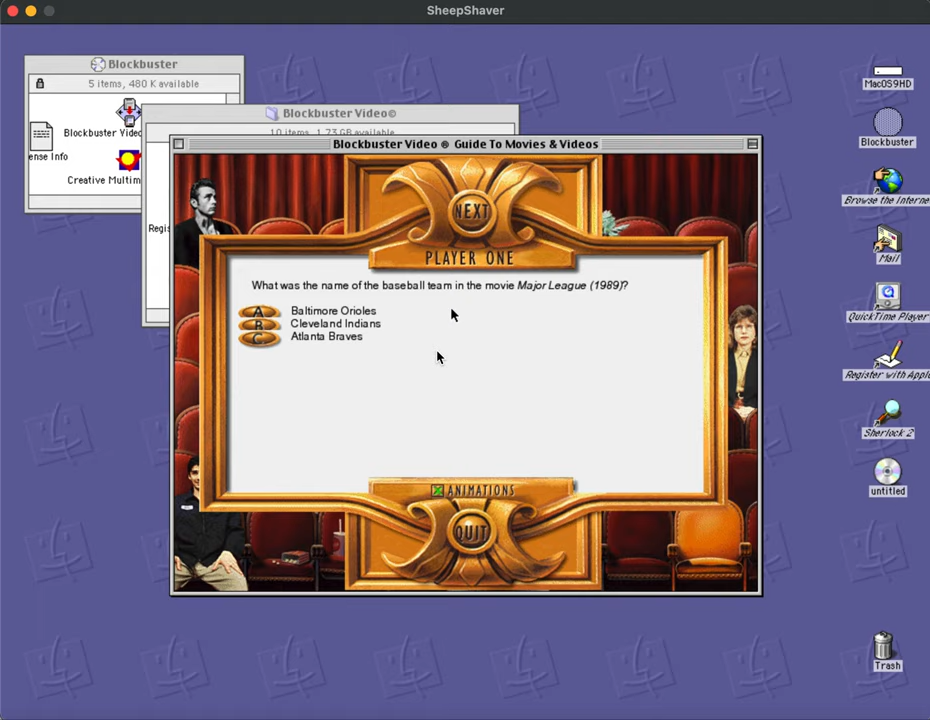 SheepShaver
Blockbuster
5 items, 480 K available
Blockbuster Video
ense Info
Creative Multim
Blockbuster Video©
10 items, 1.73 GB available
Regis
Blockbuster Video ® Guide To Movies & Videos
NEXT
PLAYER ONE
What was the name of the baseball team in the movie Major League (1989)?
A Baltimore Orioles
B Cleveland Indians
C Atlanta Braves
ANIMATIONS
QUIT
MacOS9HD
Blockbuster
Browse the Interne
Mail
QuickTime Player
Register with Apple
Sherlock 2
untitled
Trash